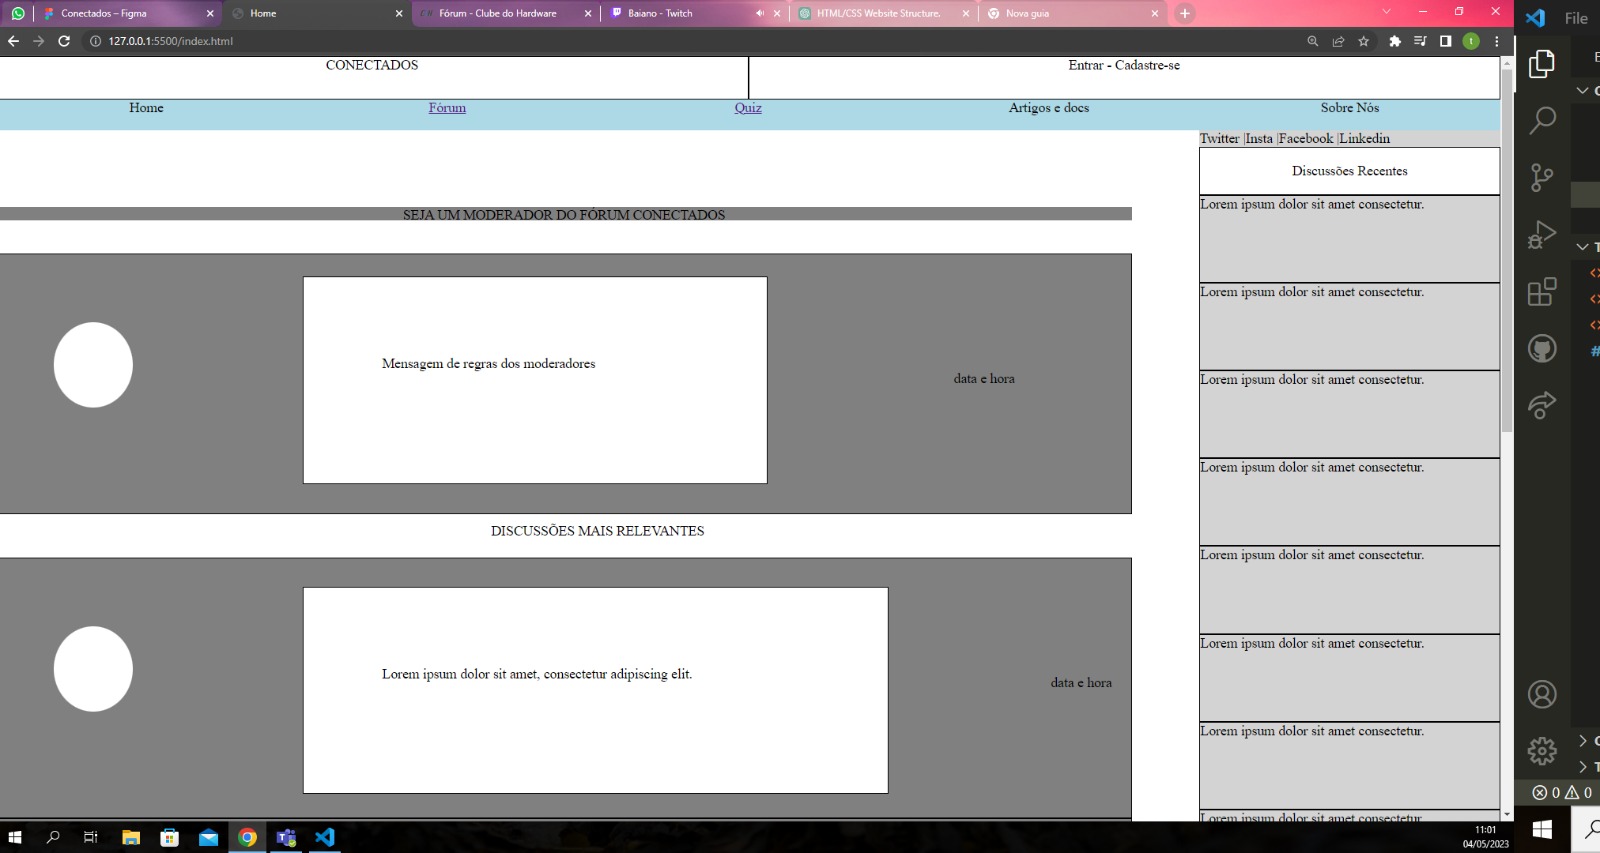 Conectados – Figma
Home
Fórum - Clube do Hardware
Baiano - Twitch
HTML/CSS Website Structure.
Nova guia
File
127.0.0.1:5500/index.html
t
CONECTADOS
Entrar - Cadastre-se
Home
Fórum
Quiz
Artigos e docs
Sobre Nós
Twitter |Insta |Facebook |Linkedin
Discussões Recentes
SEJA UM MODERADOR DO FÓRUM CONECTADOS
Mensagem de regras dos moderadores
data e hora
DISCUSSÕES MAIS RELEVANTES
Lorem ipsum dolor sit amet, consectetur adipiscing elit.
data e hora
Lorem ipsum dolor sit amet consectetur.
Lorem ipsum dolor sit amet consectetur.
Lorem ipsum dolor sit amet consectetur.
Lorem ipsum dolor sit amet consectetur.
Lorem ipsum dolor sit amet consectetur.
Lorem ipsum dolor sit amet consectetur.
Lorem ipsum dolor sit amet consectetur.
Lorem ipsum dolor sit amet consectetur.
0 0
11:01
04/05/2023